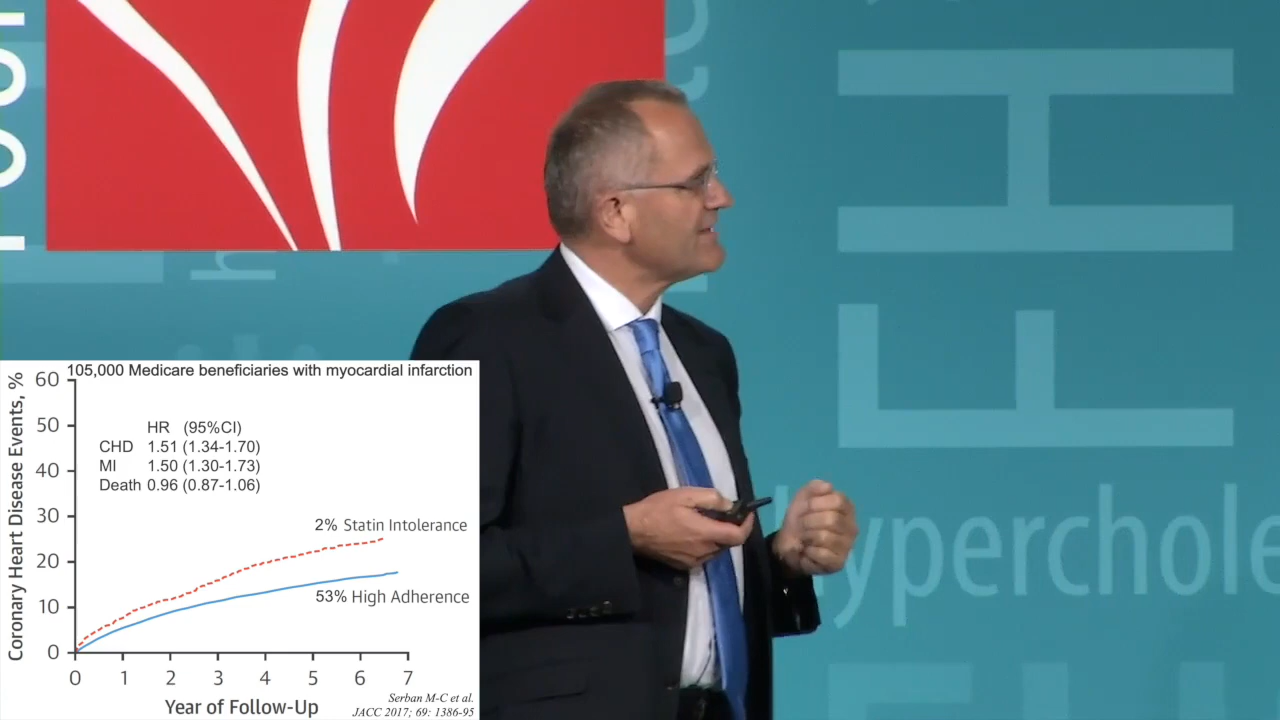 105,000 Medicare beneficiaries with myocardial infarction
Coronary Heart Disease Events, %
60
50
40
30
20
10
0
HR (95%CI)
CHD 1.51 (1.34-1.70)
MI 1.50 (1.30-1.73)
Death 0.96 (0.87-1.06)
2% Statin Intolerance
53% High Adherence
0 1 2 3 4 5 6 7
Year of Follow-Up
Serban M-C et al.
JACC 2017; 69: 1386-95
FH
ypercholе